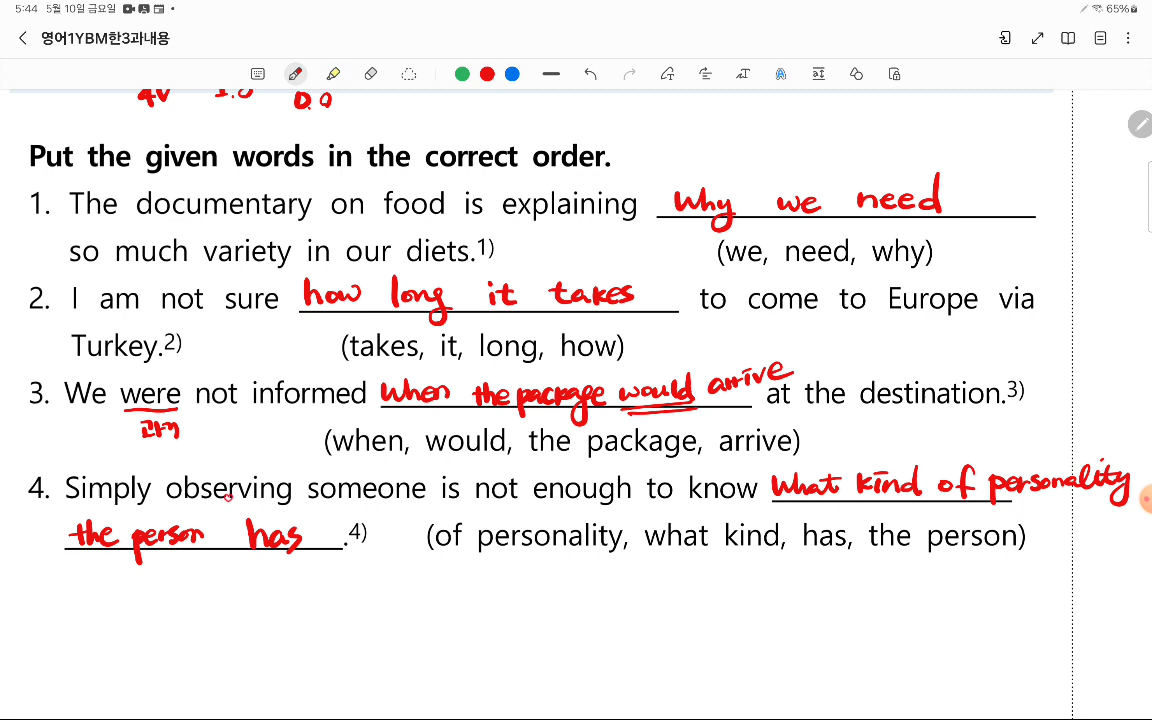 5:44 5월 10일 금요일 65%
영어1YBM한3과내용
Put the given words in the correct order.
1. The documentary on food is explaining why we need
so much variety in our diets.1) (we, need, why)
2. I am not sure how long it takes to come to Europe via
Turkey.2) (takes, it, long, how)
3. We were not informed when the package would arrive at the destination.3)
과거
(when, would, the package, arrive)
4. Simply observing someone is not enough to know what kind of personality
the person has.4) (of personality, what kind, has, the person)